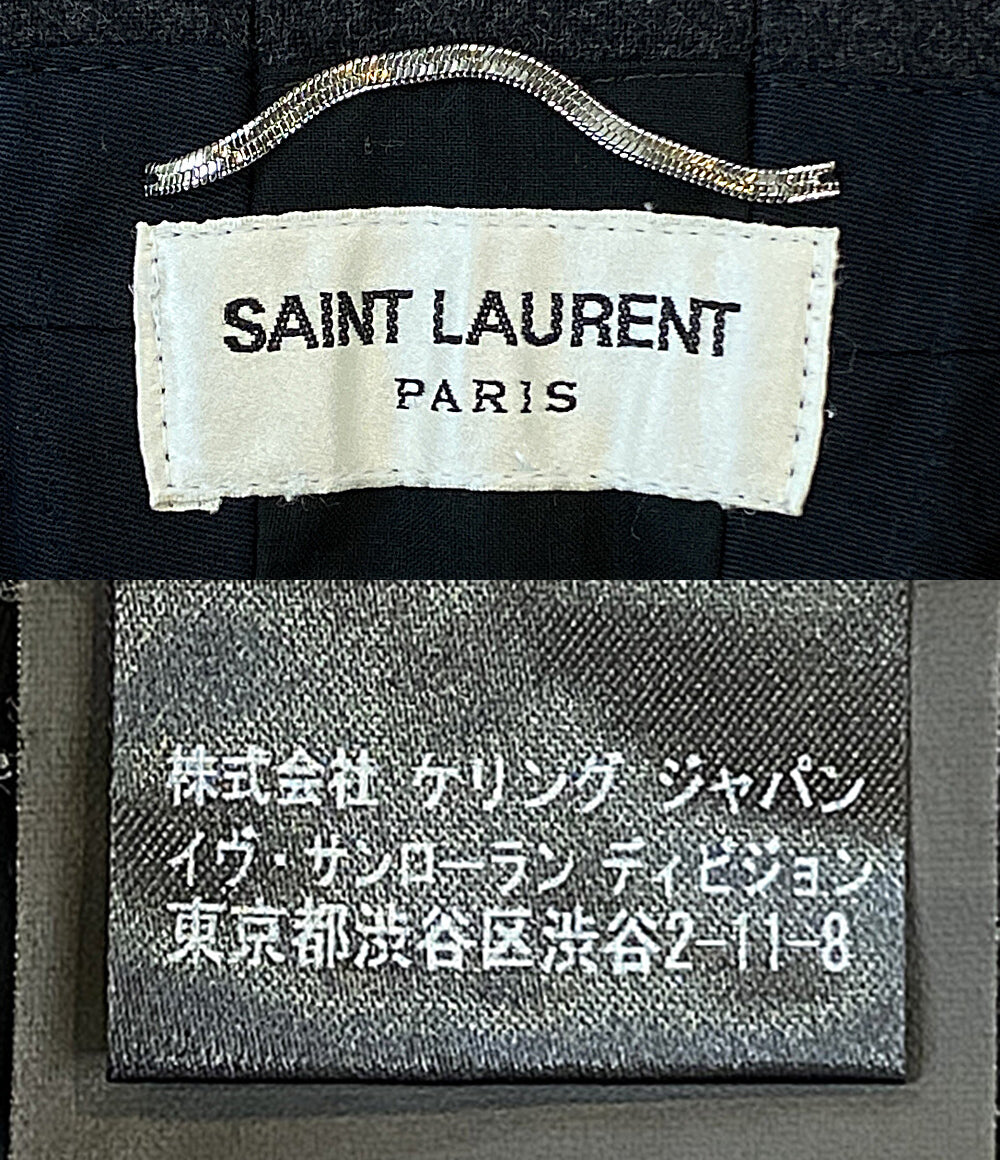 SAINT LAURENT
PARIS
株式会社 ケリング ジャパン
イヴ・サンローラン ディビジョン
東京都渋谷区渋谷2-11-8